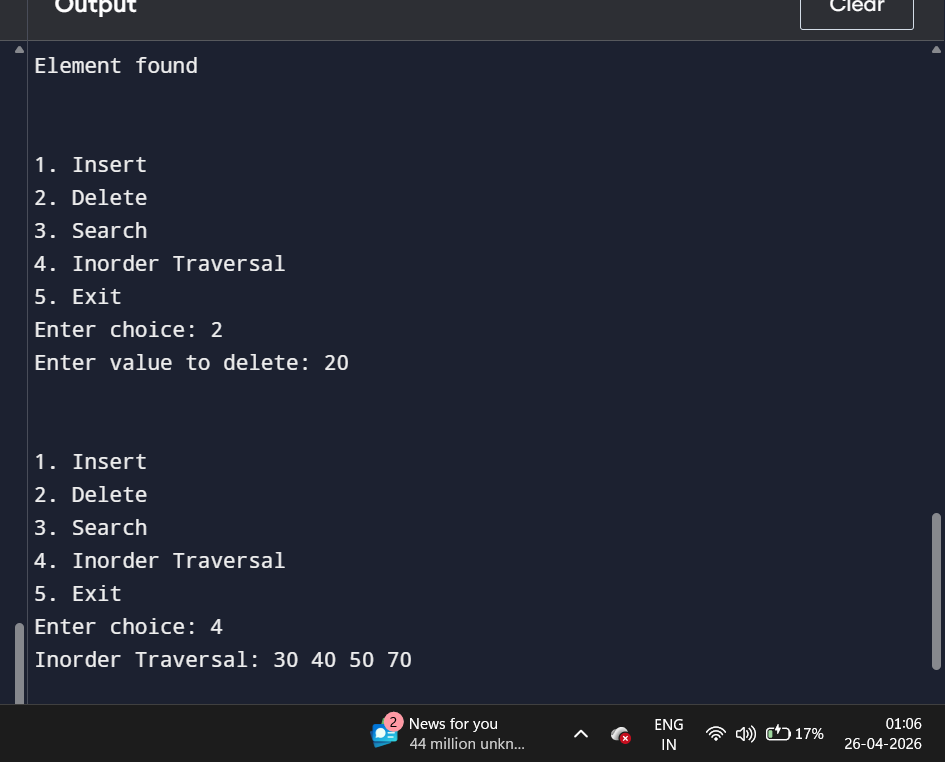 Output
Clear
Element found
1. Insert
2. Delete
3. Search
4. Inorder Traversal
5. Exit
Enter choice: 2
Enter value to delete: 20
1. Insert
2. Delete
3. Search
4. Inorder Traversal
5. Exit
Enter choice: 4
Inorder Traversal: 30 40 50 70
2
News for you
44 million unkn...
ENG
IN
17%
01:06
26-04-2026